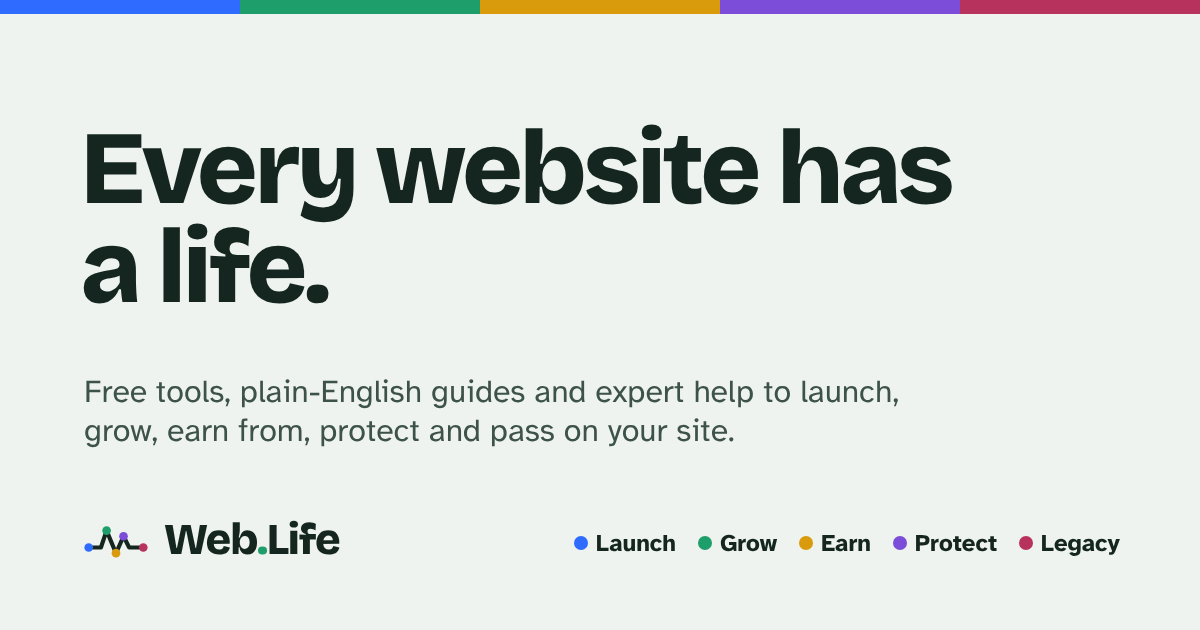 Every website has
a life.
Free tools, plain-English guides and expert help to launch,
grow, earn from, protect and pass on your site.
Web.Life
Launch
Grow
Earn
Protect
Legacy